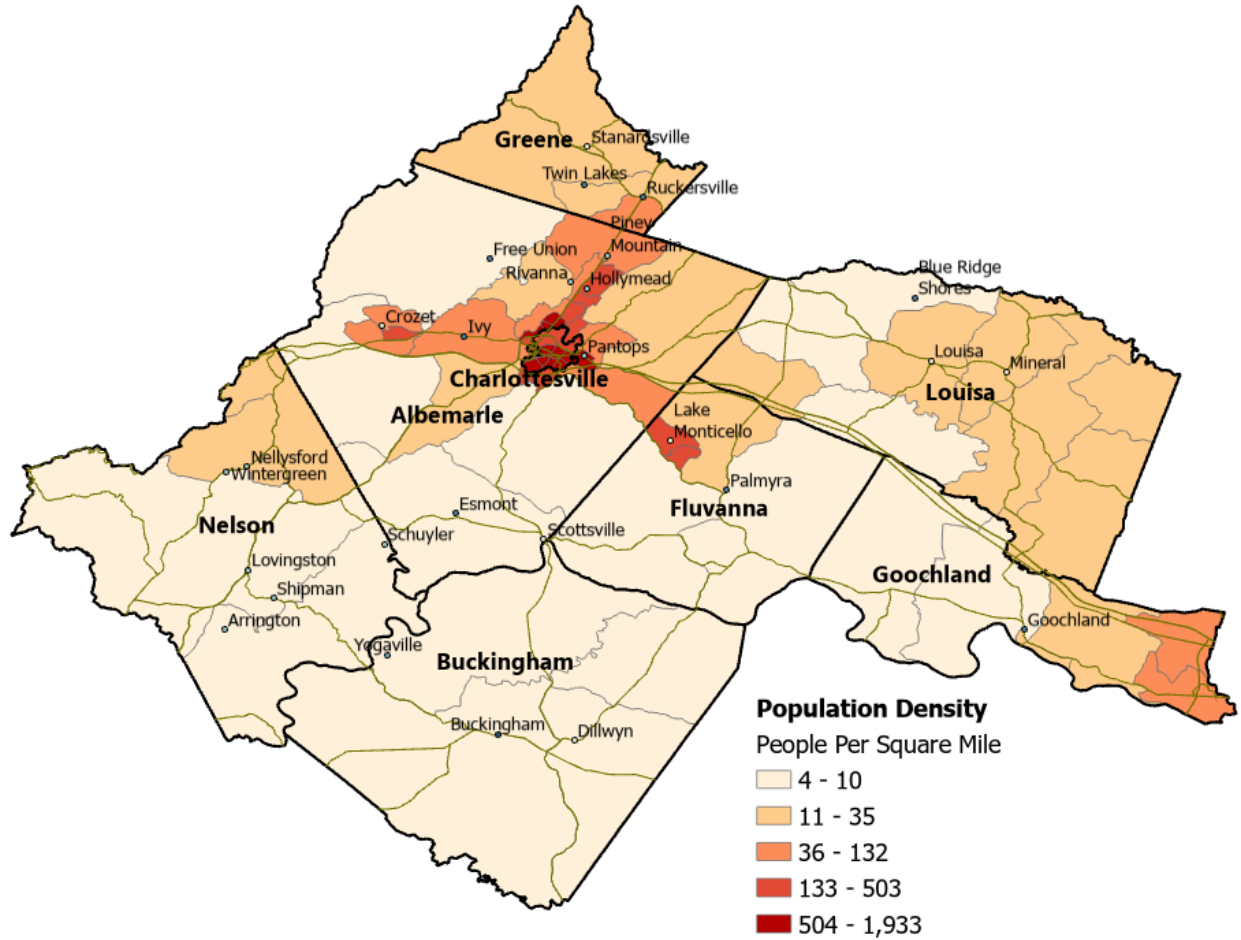 Greene
Stanardsville
Twin Lakes
Ruckersville
Piney
Mountain
Free Union
Rivanna
Hollymead
Blue Ridge
Shores
Crozet
Ivy
Pantops
Charlottesville
Louisa
Mineral
Louisa
Albemarle
Lake
Monticello
Nellysford
Wintergreen
Palmyra
Fluvanna
Nelson
Esmont
Schuyler
Scottsville
Lovingston
Shipman
Goochland
Arrington
Goochland
Yogaville
Buckingham
Buckingham
Dillwyn
Population Density
People Per Square Mile
4 - 10
11 - 35
36 - 132
133 - 503
504 - 1,933